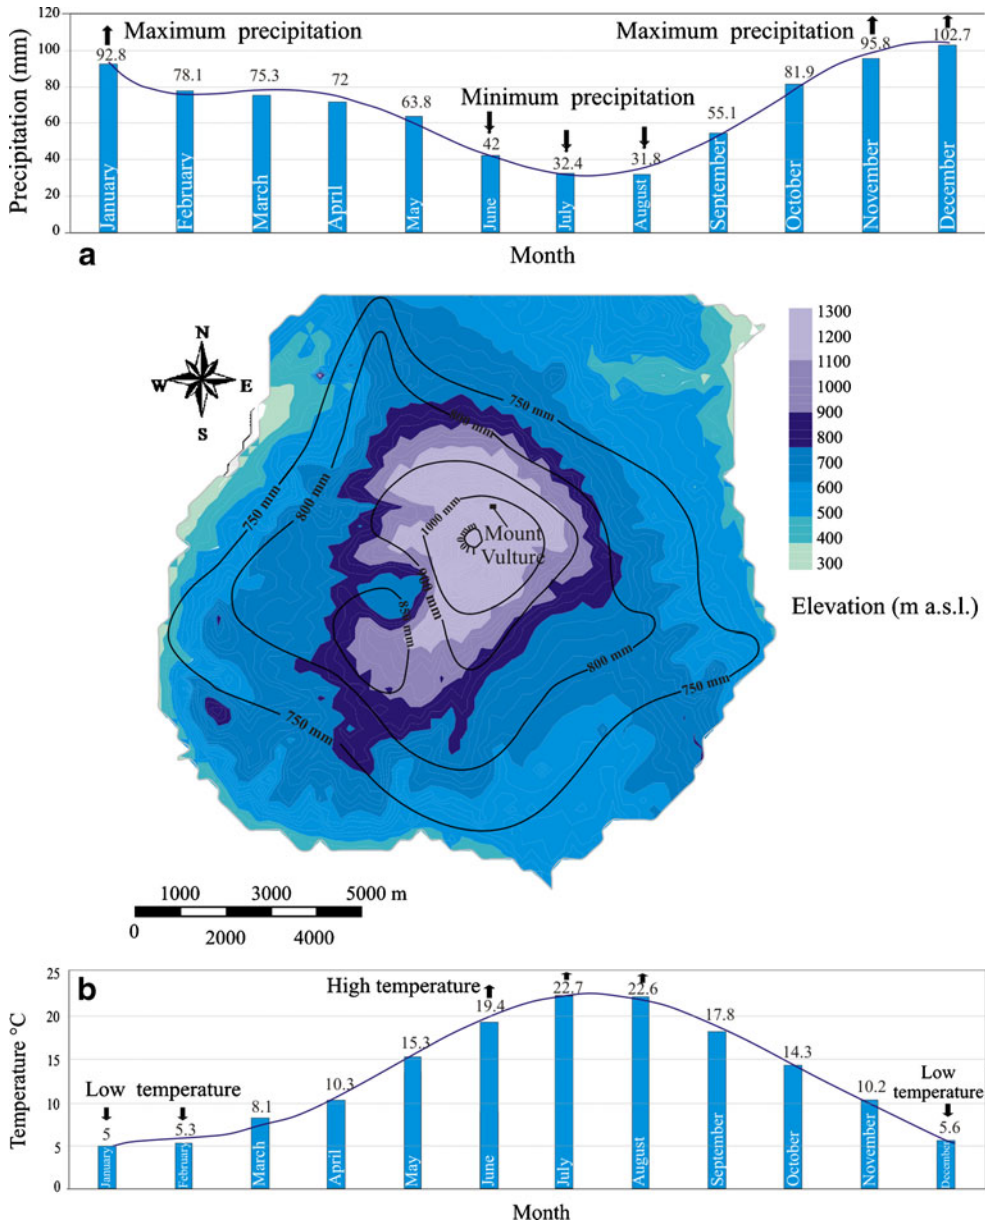 120
100
80
60
40
20
0
Precipitation (mm)
Maximum precipitation
Maximum precipitation
Minimum precipitation
92.8
78.1
75.3
72
63.8
42
32.4
31.8
55.1
81.9
95.8
102.7
January
February
March
April
May
June
July
August
September
October
November
December
a
Month
N
W E
S
750 mm
800 mm
750 mm
800 mm
1000 mm
900 mm
850 mm
Mount
Vulture
800 mm
750 mm
750 mm
1300
1200
1100
1000
900
800
700
600
500
400
300
Elevation (m a.s.l.)
1000 3000 5000 m
0 2000 4000
b
25
20
15
10
5
0
Temperature °C
Low temperature
High temperature
Low
temperature
5
5.3
8.1
10.3
15.3
19.4
22.7
22.6
17.8
14.3
10.2
5.6
January
February
March
April
May
June
July
August
September
October
November
December
Month